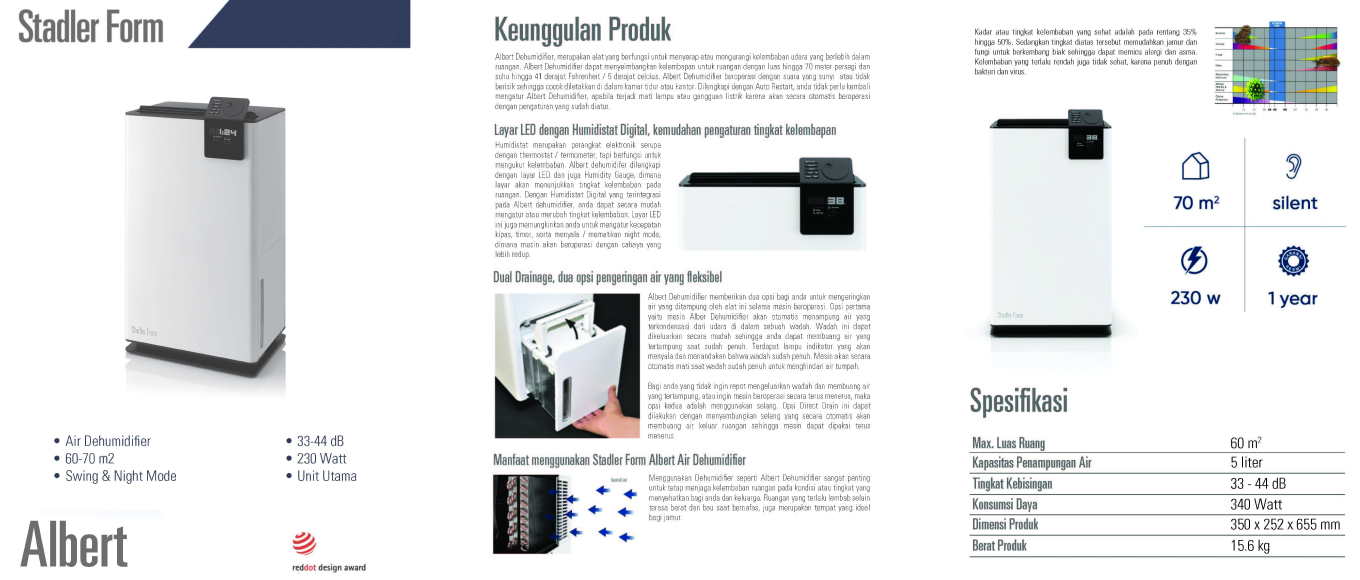 Stadler Form
Stadler Form
• Air Dehumidifier
• 60-70 m2
• Swing & Night Mode
• 33-44 dB
• 230 Watt
• Unit Utama
Albert
reddot design award
Keunggulan Produk
Albert Dehumidifier, merupakan alat yang berfungsi untuk menyerap atau mengurangi kelembaban udara yang berlebih dalam
ruangan. Albert Dehumidifier dapat menyeimbangkan kelembapan untuk ruangan dengan luas hingga 70 meter persegi dan
suhu hingga 41 derajat Fahrenheit / 5 derajat celcius. Albert Dehumidifier beroperasi dengan suara yang sunyi atau tidak
berisik sehingga cocok diletakkan di dalam kamar tidur atau kantor. Dilengkapi dengan Auto Restart, anda tidak perlu kembali
mengatur Albert Dehumidifier, apabila terjadi mati lampu atau gangguan listrik karena akan secara otomatis beroperasi
dengan pengaturan yang sudah diatur.
Layar LED dengan Humidistat Digital, kemudahan pengaturan tingkat kelembapan
Humidistat merupakan perangkat elektronik serupa
dengan thermostat / termometer, tapi berfungsi untuk
mengukur kelembaban. Albert dehumidifer dilengkapi
dengan layar LED dan juga Humidity Gauge, dimana
layar akan menunjukkan tingkat kelembaban pada
ruangan. Dengan Humidistat Digital yang terintegrasi
pada Albert dehumidifier, anda dapat secara mudah
mengatur atau merubah tingkat kelembaban. Layar LED
ini juga memungkinkan anda untuk mengatur kecepatan
kipas, timer, serta menyala / mematikan night mode,
dimana mesin akan beroperasi dengan cahaya yang
lebih redup.
Dual Drainage, dua opsi pengeringan air yang fleksibel
Albert Dehumidifier memberikan dua opsi bagi anda untuk mengeringkan
air yang ditampung oleh alat ini selama mesin beroperasi. Opsi pertama
yaitu mesin Alber Dehumidifier akan otomatis menampung air yang
terkondensasi dari udara di dalam sebuah wadah. Wadah ini dapat
dikeluarkan secara mudah sehingga anda dapat membuang air yang
tertampung saat sudah penuh. Terdapat lampu indikator yang akan
menyala dan menandakan bahwa wadah sudah penuh. Mesin akan secara
otomatis mati saat wadah sudah penuh untuk menghindari air tumpah.
Bagi anda yang tidak ingin repot mengeluarkan wadah dan membuang air
yang tertampung, atau ingin mesin beroperasi secara terus menerus, maka
opsi kedua adalah menggunakan selang. Opsi Direct Drain ini dapat
dilakukan dengan menyambungkan selang yang secara otomatis akan
membuang air keluar ruangan sehingga mesin dapat dipakai terus
menerus.
Manfaat menggunakan Stadler Form Albert Air Dehumidifier
Menggunakan Dehumidifier seperti Albert Dehumidifier sangat penting
untuk tetap menjaga kelembaban ruangan pada kondisi atau tingkat yang
menyehatkan bagi anda dan keluarga. Ruangan yang terlalu lembab selain
terasa berat dan bau saat bernafas, juga merupakan tempat yang ideal
bagi jamur.
Kadar atau tingkat kelembaban yang sehat adalah pada rentang 35%
hingga 50%. Sedangkan tingkat diatas tersebut memudahkan jamur dan
fungi untuk berkembang biak sehingga dapat memicu alergi dan asma.
Kelembaban yang terlalu rendah juga tidak sehat, karena penuh dengan
bakteri dan virus.
Stadler Form
70 m²
silent
230 w
1 year
Spesifikasi
Max. Luas Ruang 60 m²
Kapasitas Penampungan Air 5 liter
Tingkat Kebisingan 33 - 44 dB
Konsumsi Daya 340 Watt
Dimensi Produk 350 x 252 x 655 mm
Berat Produk 15.6 kg